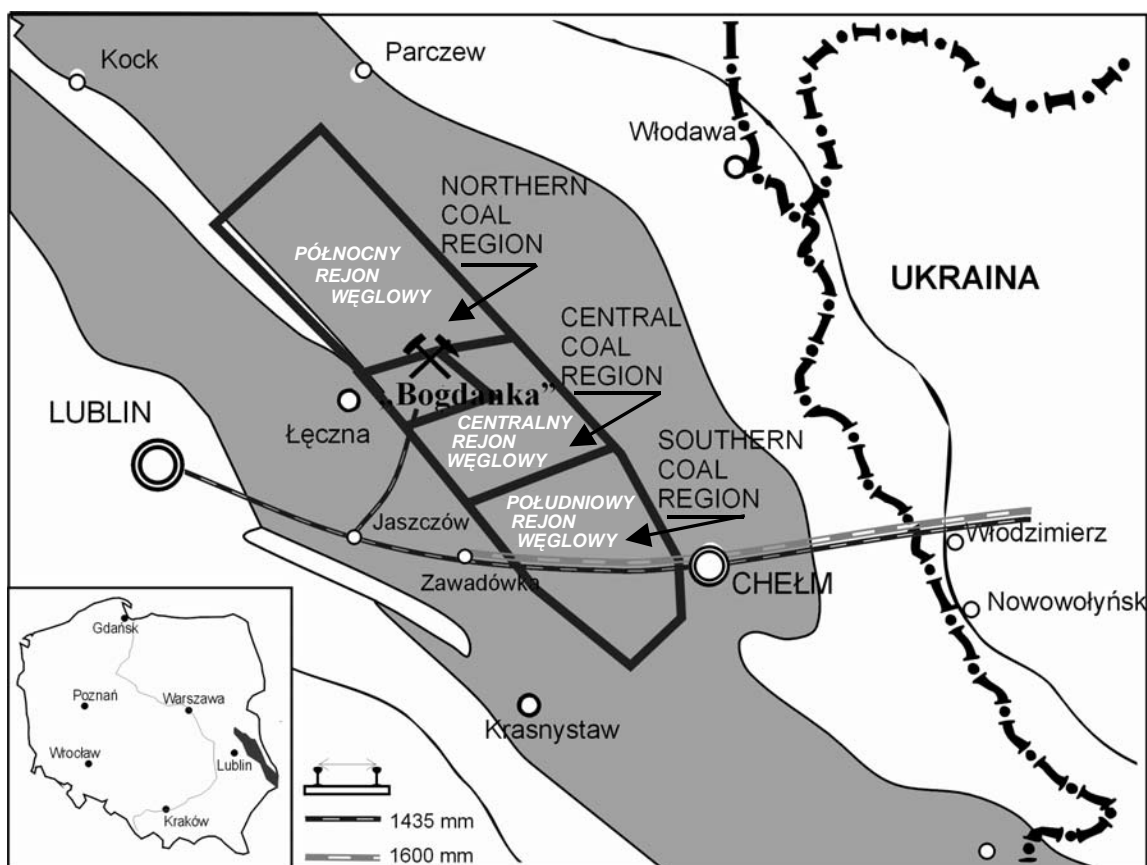 Kock
Parczew
Włodawa
NORTHERN
COAL
REGION
PÓŁNOCNY
REJON
WĘGLOWY
UKRAINA
CENTRAL
COAL
REGION
„Bogdanka”
LUBLIN
Łęczna
CENTRALNY
REJON
WĘGLOWY
SOUTHERN
COAL
REGION
POŁUDNIOWY
REJON
WĘGLOWY
Jaszczów
Zawadówka
CHEŁM
Włodzimierz
Nowowołyńsk
Krasnystaw
Gdańsk
Poznań
Warszawa
Wrocław
Lublin
Kraków
1435 mm
1600 mm